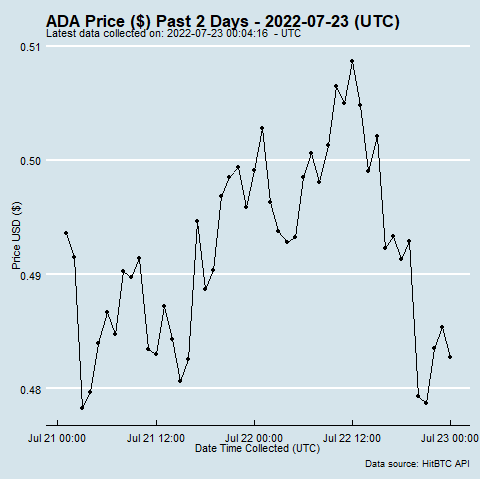 ADA Price ($) Past 2 Days - 2022-07-23 (UTC)
Latest data collected on: 2022-07-23 00:04:16 - UTC
0.51
0.50
0.49
0.48
Price USD ($)
Jul 21 00:00 Jul 21 12:00 Jul 22 00:00 Jul 22 12:00 Jul 23 00:00
Date Time Collected (UTC)
Data source: HitBTC API